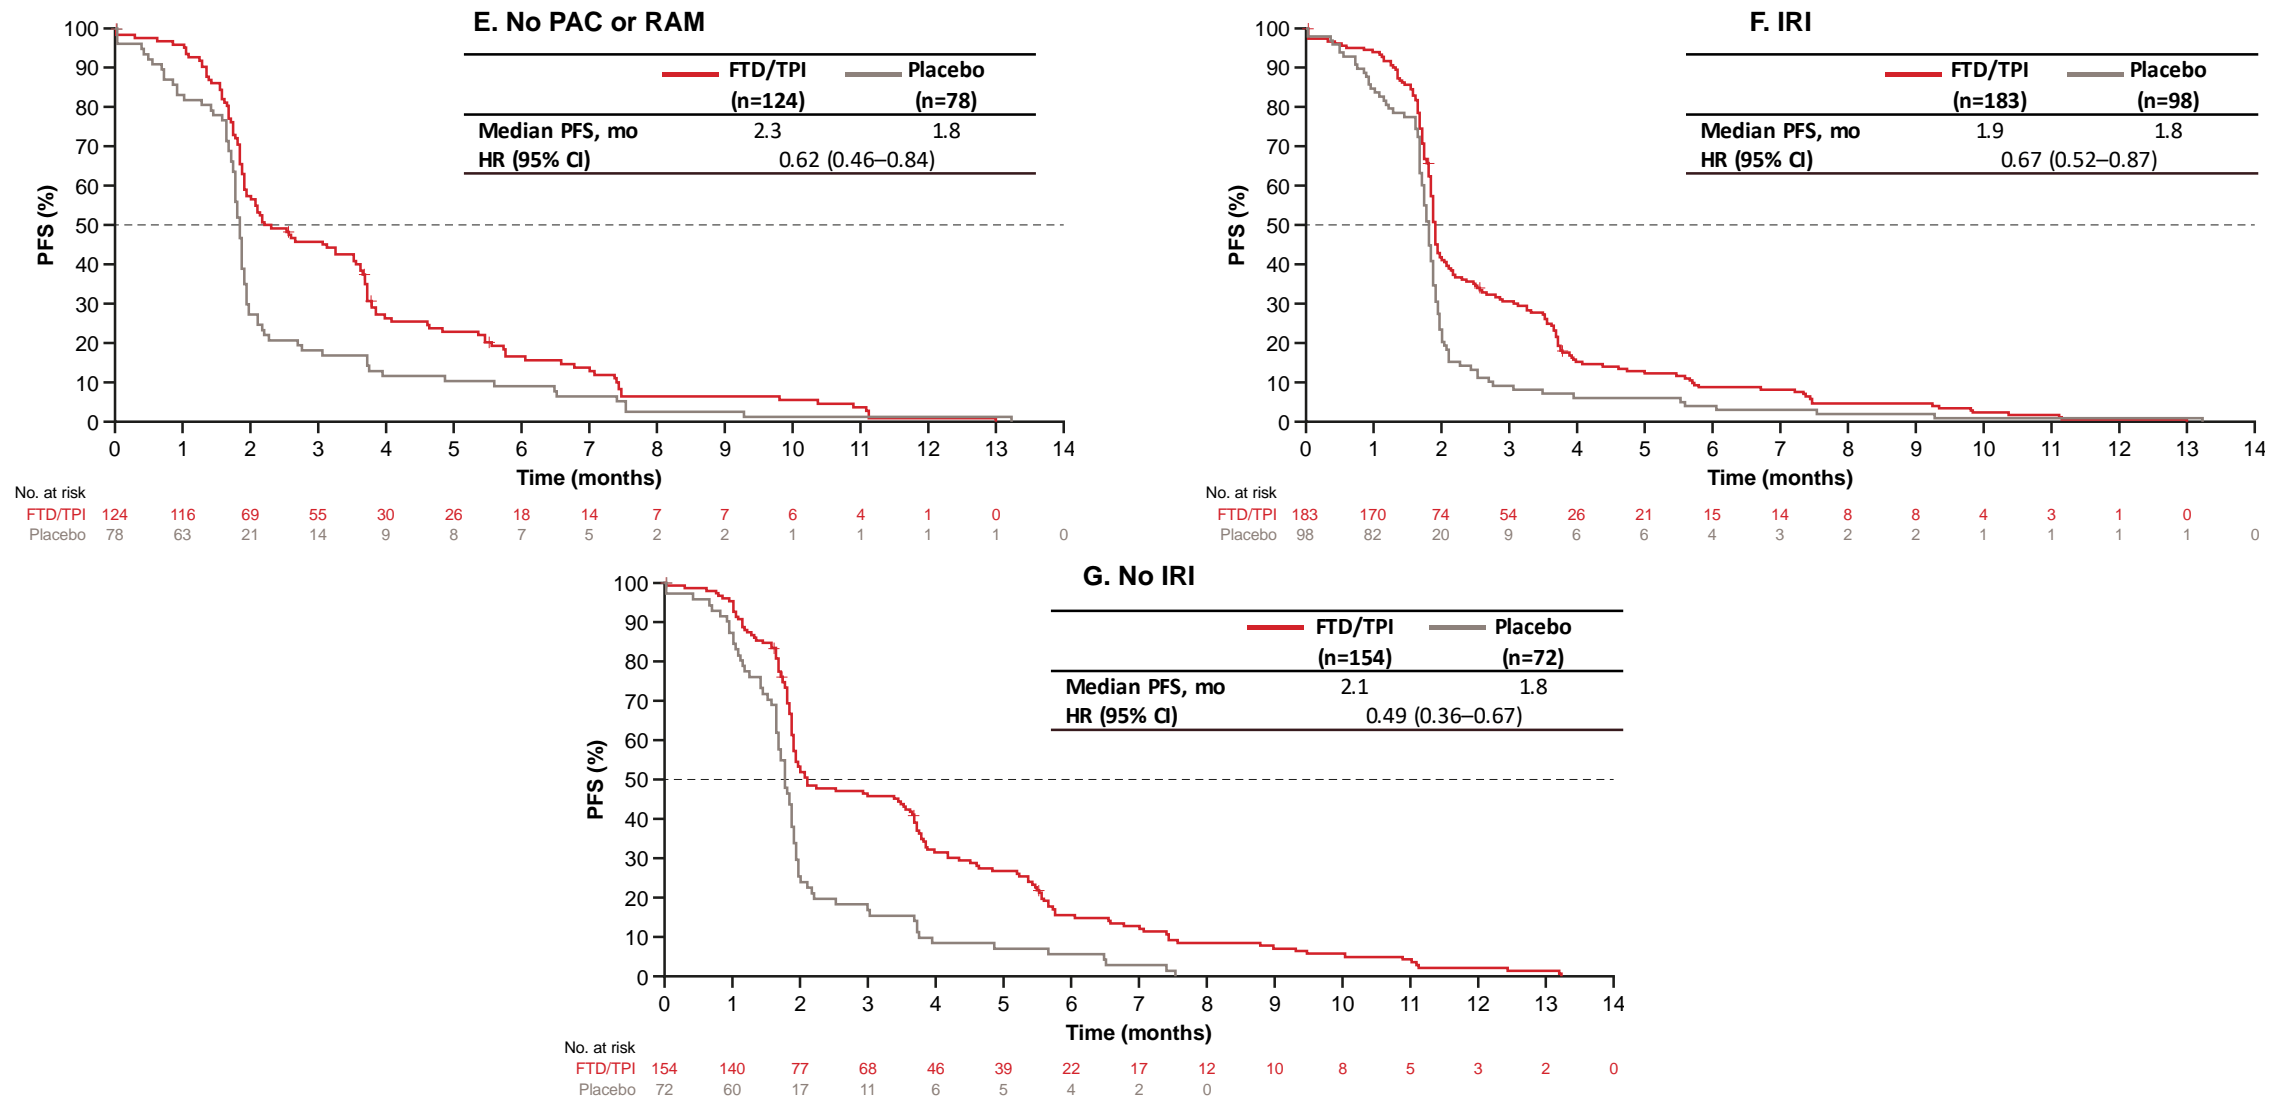 E. No PAC or RAM
FTD/TPI Placebo
(n=124) (n=78)
Median PFS, mo 2.3 1.8
HR (95% CI) 0.62 (0.46–0.84)
100
90
80
70
60
50
40
30
20
10
0
PFS (%)
0 1 2 3 4 5 6 7 8 9 10 11 12 13 14
Time (months)
No. at risk
FTD/TPI 124 116 69 55 30 26 18 14 7 7 6 4 1 0
Placebo 78 63 21 14 9 8 7 5 2 2 1 1 1 1 0
F. IRI
FTD/TPI Placebo
(n=183) (n=98)
Median PFS, mo 1.9 1.8
HR (95% CI) 0.67 (0.52–0.87)
100
90
80
70
60
50
40
30
20
10
0
PFS (%)
0 1 2 3 4 5 6 7 8 9 10 11 12 13 14
Time (months)
No. at risk
FTD/TPI 183 170 74 54 26 21 15 14 8 8 4 3 1 0
Placebo 98 82 20 9 6 6 4 3 2 2 1 1 1 1 0
G. No IRI
FTD/TPI Placebo
(n=154) (n=72)
Median PFS, mo 2.1 1.8
HR (95% CI) 0.49 (0.36–0.67)
100
90
80
70
60
50
40
30
20
10
0
PFS (%)
0 1 2 3 4 5 6 7 8 9 10 11 12 13 14
Time (months)
No. at risk
FTD/TPI 154 140 77 68 46 39 22 17 12 10 8 5 3 2 0
Placebo 72 60 17 11 6 5 4 2 0